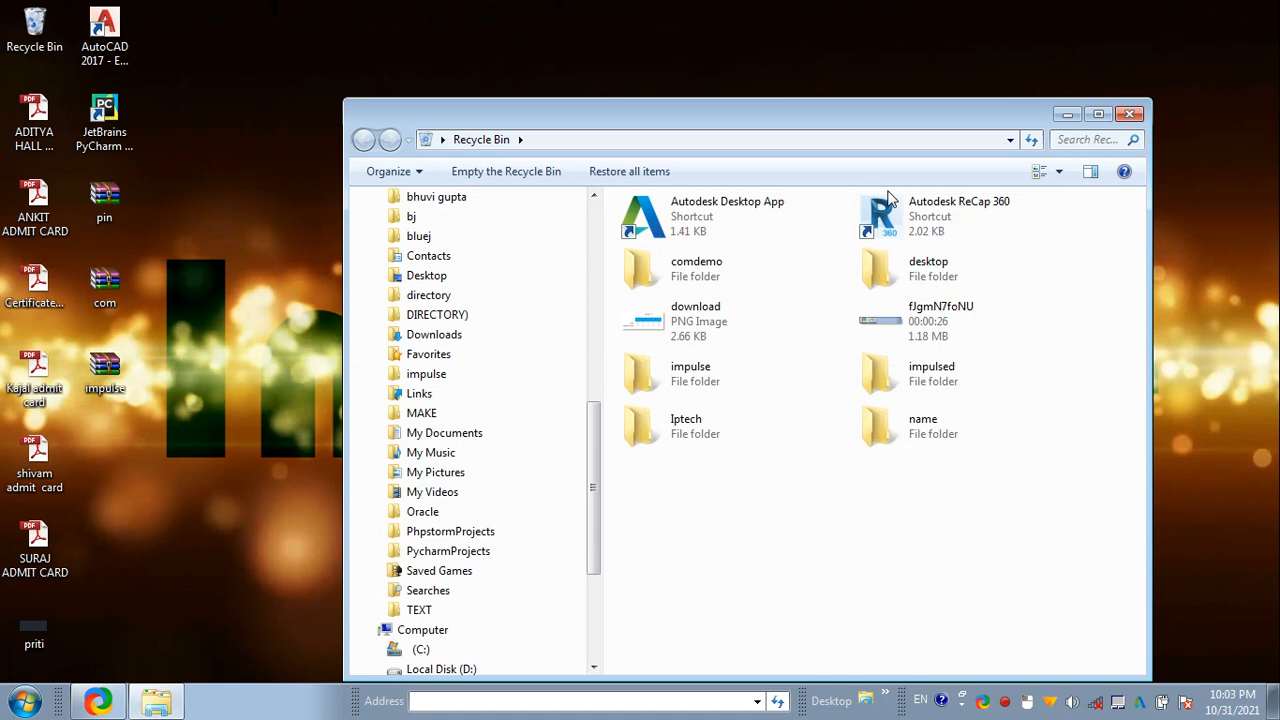 Recycle Bin
AutoCAD
2017 - E...
ADITYA
HALL ...
JetBrains
PyCharm ...
ANKIT
ADMIT CARD
pin
Certificate...
com
Kajal admit
card
impulse
shivam
admit card
SURAJ
ADMIT CARD
priti
Recycle Bin
Search Rec...
Organize
Empty the Recycle Bin
Restore all items
bhuvi gupta
bj
bluej
Contacts
Desktop
directory
DIRECTORY)
Downloads
Favorites
impulse
Links
MAKE
My Documents
My Music
My Pictures
My Videos
Oracle
PhpstormProjects
PycharmProjects
Saved Games
Searches
TEXT
Computer
(C:)
Local Disk (D:)
Autodesk Desktop App
Shortcut
1.41 KB
Autodesk ReCap 360
Shortcut
2.02 KB
comdemo
File folder
desktop
File folder
download
PNG Image
2.66 KB
fJgmN7foNU
00:00:26
1.18 MB
impulse
File folder
impulsed
File folder
Iptech
File folder
name
File folder
Address
Desktop
EN
10:03 PM
10/31/2021